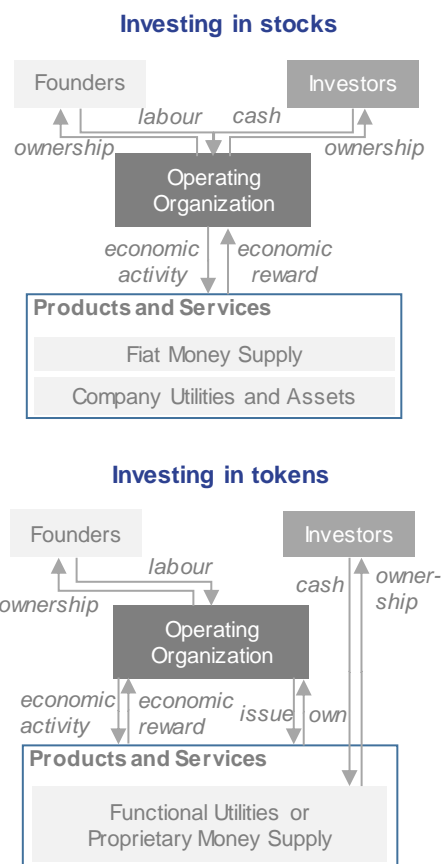 Investing in stocks
Founders
Investors
labour
cash
ownership
ownership
Operating
Organization
economic
activity
economic
reward
Products and Services
Fiat Money Supply
Company Utilities and Assets
Investing in tokens
Founders
Investors
labour
cash
owner-
ship
ownership
Operating
Organization
economic
activity
economic
reward
issue
own
Products and Services
Functional Utilities or
Proprietary Money Supply